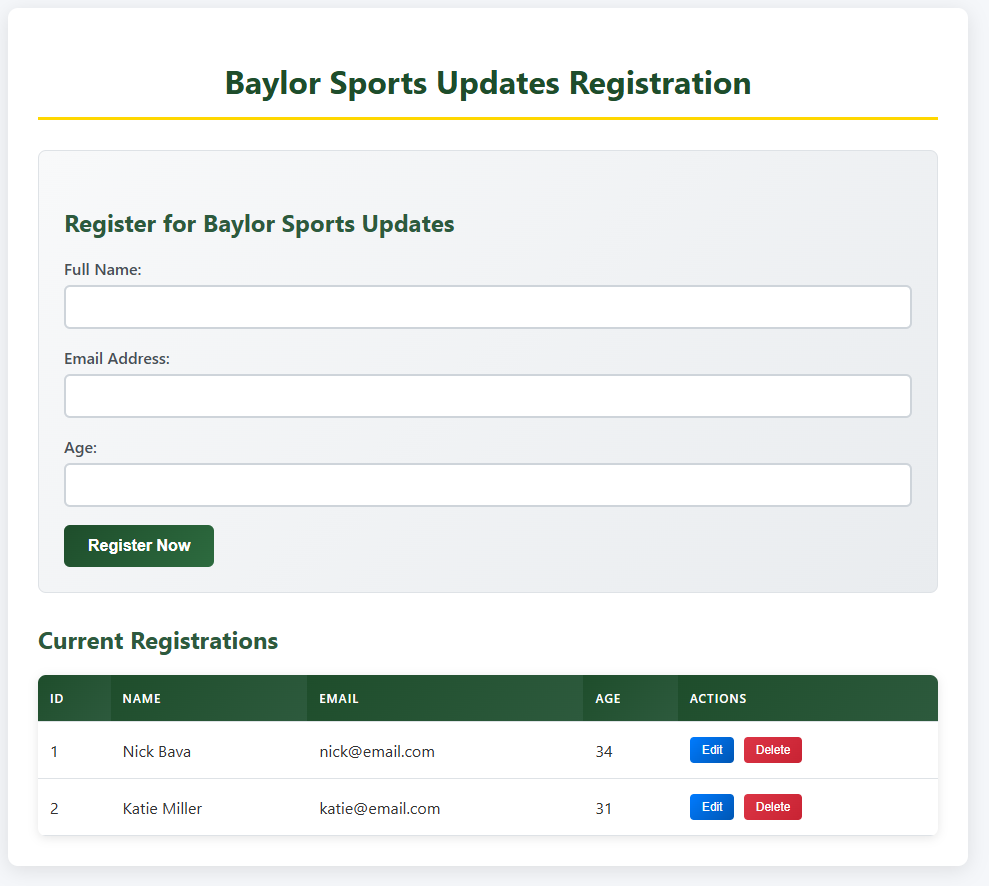 Baylor Sports Updates Registration
Register for Baylor Sports Updates
Full Name:
Email Address:
Age:
Register Now
Current Registrations
ID NAME EMAIL AGE ACTIONS
1 Nick Bava nick@email.com 34 Edit Delete
2 Katie Miller katie@email.com 31 Edit Delete